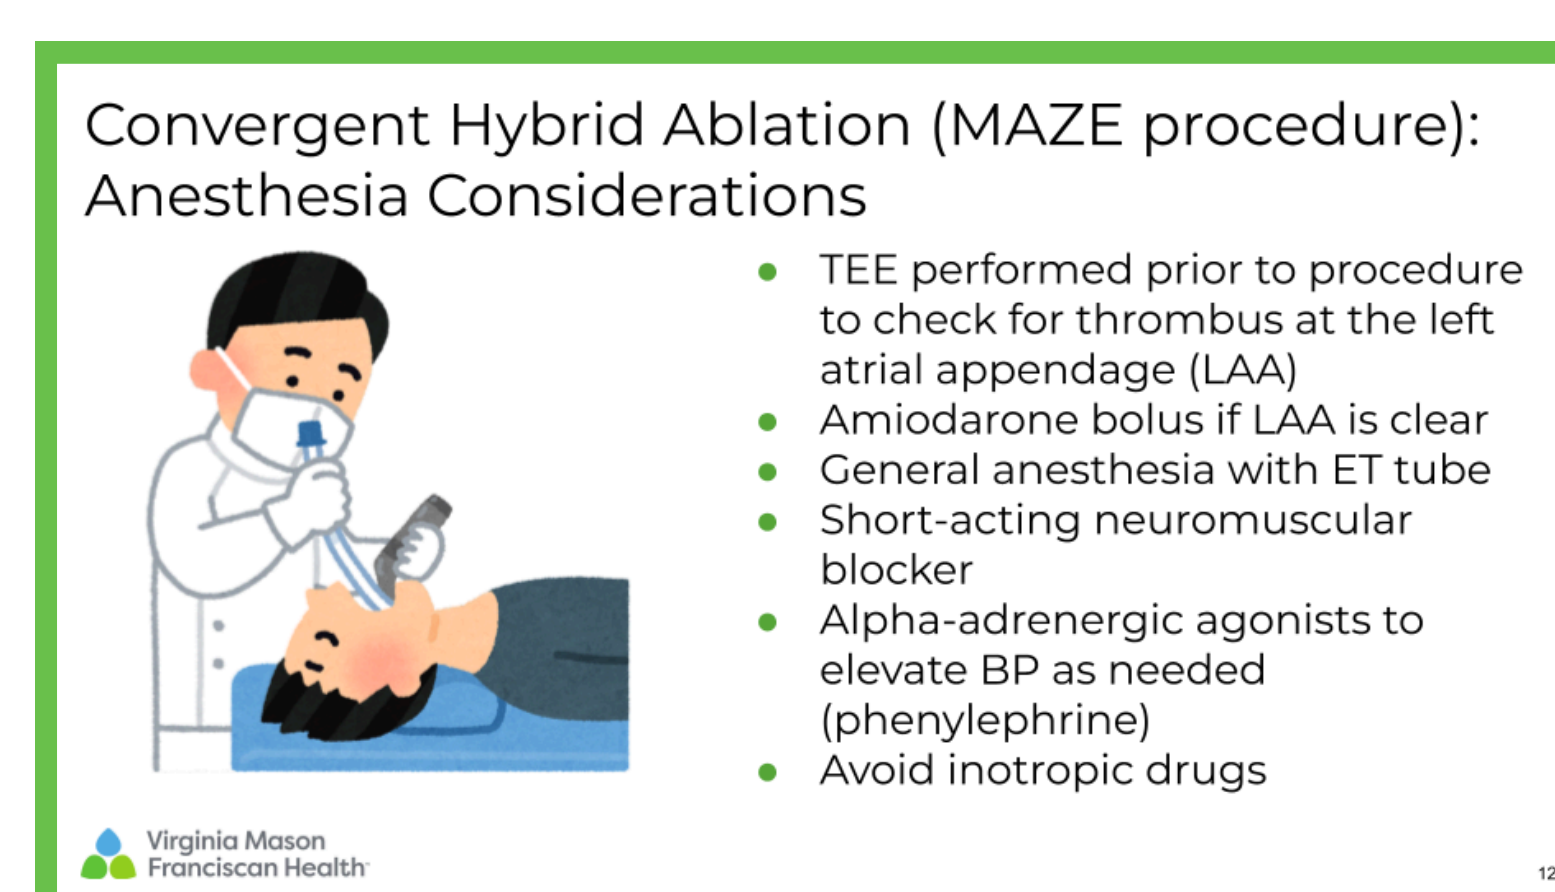 Convergent Hybrid Ablation (MAZE procedure):
Anesthesia Considerations
● TEE performed prior to procedure
to check for thrombus at the left
atrial appendage (LAA)
● Amiodarone bolus if LAA is clear
● General anesthesia with ET tube
● Short-acting neuromuscular
blocker
● Alpha-adrenergic agonists to
elevate BP as needed
(phenylephrine)
● Avoid inotropic drugs
Virginia Mason
Franciscan Health
12